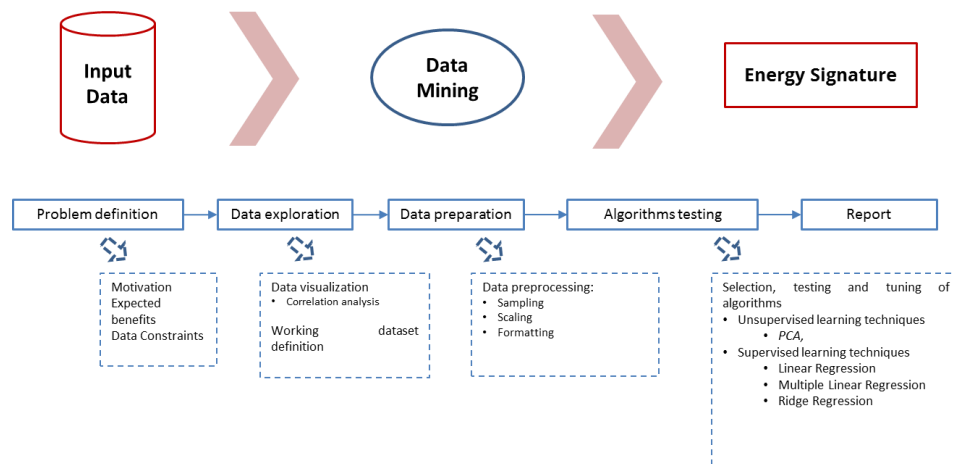 Input
Data
Data
Mining
Energy Signature
Problem definition
Data exploration
Data preparation
Algorithms testing
Report
Motivation
Expected
benefits
Data Constraints
Data visualization
• Correlation analysis
Working dataset
definition
Data preprocessing:
• Sampling
• Scaling
• Formatting
Selection, testing and tuning of
algorithms
• Unsupervised learning techniques
• PCA,
• Supervised learning techniques
• Linear Regression
• Multiple Linear Regression
• Ridge Regression